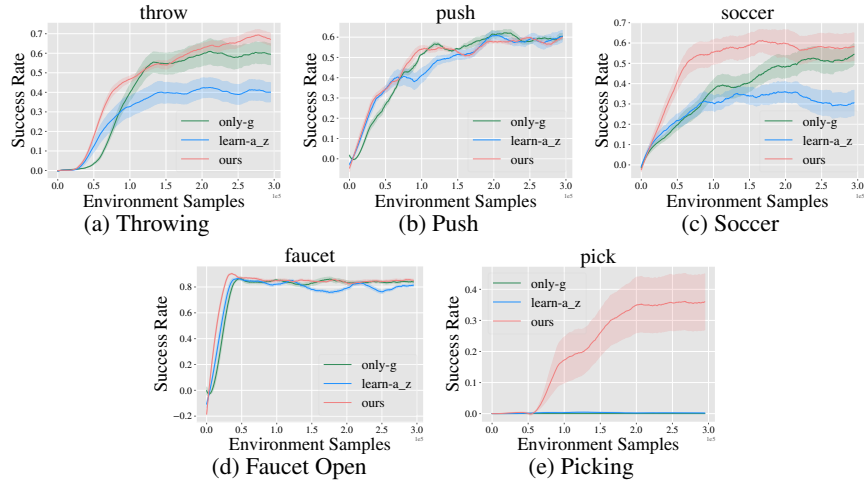 throw
Success Rate
0.7
0.6
0.5
0.4
0.3
0.2
0.1
0.0
only-g
learn-a_z
ours
0.0 0.5 1.0 1.5 2.0 2.5 3.0
1e5
Environment Samples
(a) Throwing
push
Success Rate
0.6
0.5
0.4
0.3
0.2
0.1
0.0
only-g
learn-a_z
ours
0.0 0.5 1.0 1.5 2.0 2.5 3.0
1e5
Environment Samples
(b) Push
soccer
Success Rate
0.7
0.6
0.5
0.4
0.3
0.2
0.1
0.0
only-g
learn-a_z
ours
0.0 0.5 1.0 1.5 2.0 2.5 3.0
1e5
Environment Samples
(c) Soccer
faucet
Success Rate
0.8
0.6
0.4
0.2
0.0
−0.2
only-g
learn-a_z
ours
0.0 0.5 1.0 1.5 2.0 2.5 3.0
1e5
Environment Samples
(d) Faucet Open
pick
Success Rate
0.4
0.3
0.2
0.1
0.0
only-g
learn-a_z
ours
0.0 0.5 1.0 1.5 2.0 2.5 3.0
1e5
Environment Samples
(e) Picking